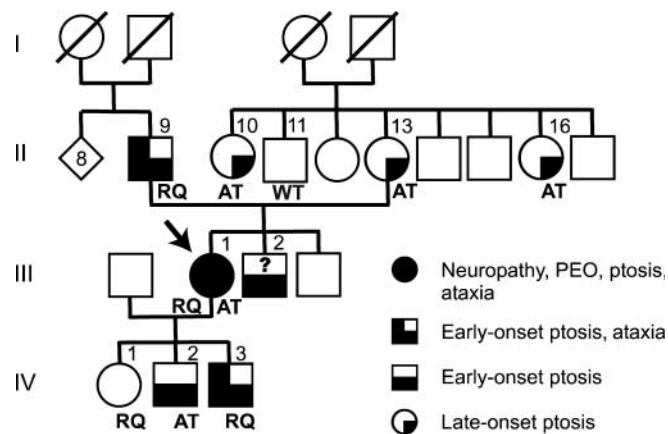 I
9 10 11 13 16
II 8
RQ AT WT AT AT
1 2
III ?
RQ AT
1 2 3
IV
RQ AT RQ
Neuropathy, PEO, ptosis,
ataxia
Early-onset ptosis, ataxia
Early-onset ptosis
Late-onset ptosis